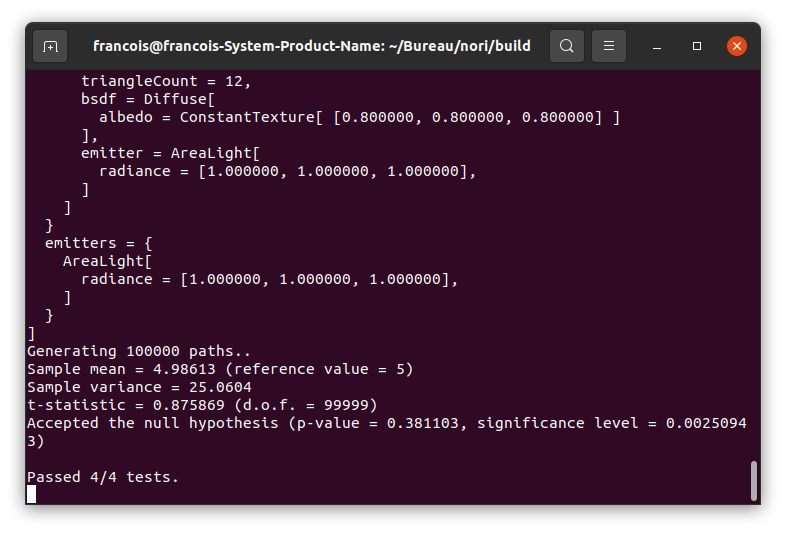 francois@francois-System-Product-Name: ~/Bureau/nori/build
triangleCount = 12,
bsdf = Diffuse[
albedo = ConstantTexture[ [0.800000, 0.800000, 0.800000] ]
],
emitter = AreaLight[
radiance = [1.000000, 1.000000, 1.000000],
]
]
}
emitters = {
AreaLight[
radiance = [1.000000, 1.000000, 1.000000],
]
}
]
Generating 100000 paths..
Sample mean = 4.98613 (reference value = 5)
Sample variance = 25.0604
t-statistic = 0.875869 (d.o.f. = 99999)
Accepted the null hypothesis (p-value = 0.381103, significance level = 0.0025094
3)
Passed 4/4 tests.